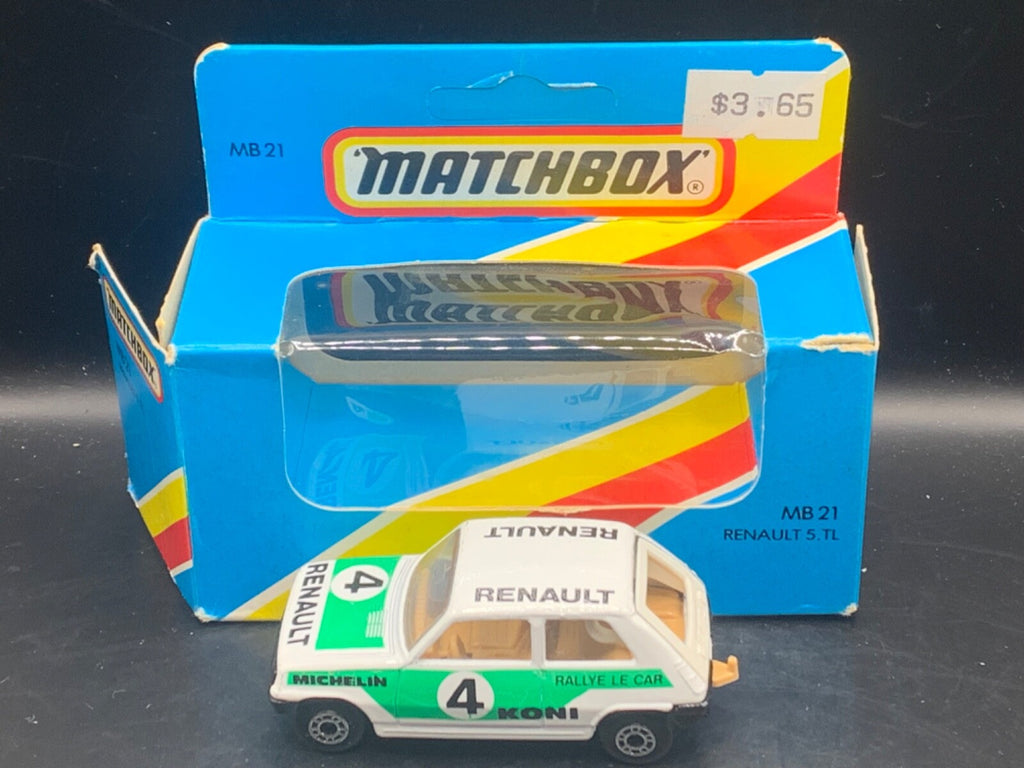 $3.65
MB 21
'MATCHBOX'®
MATCHBOX
MB 21
RENAULT 5.TL
RENAULT
RENAULT
4
RENAULT
MICHELIN
4
KONI
RALLYE LE CAR